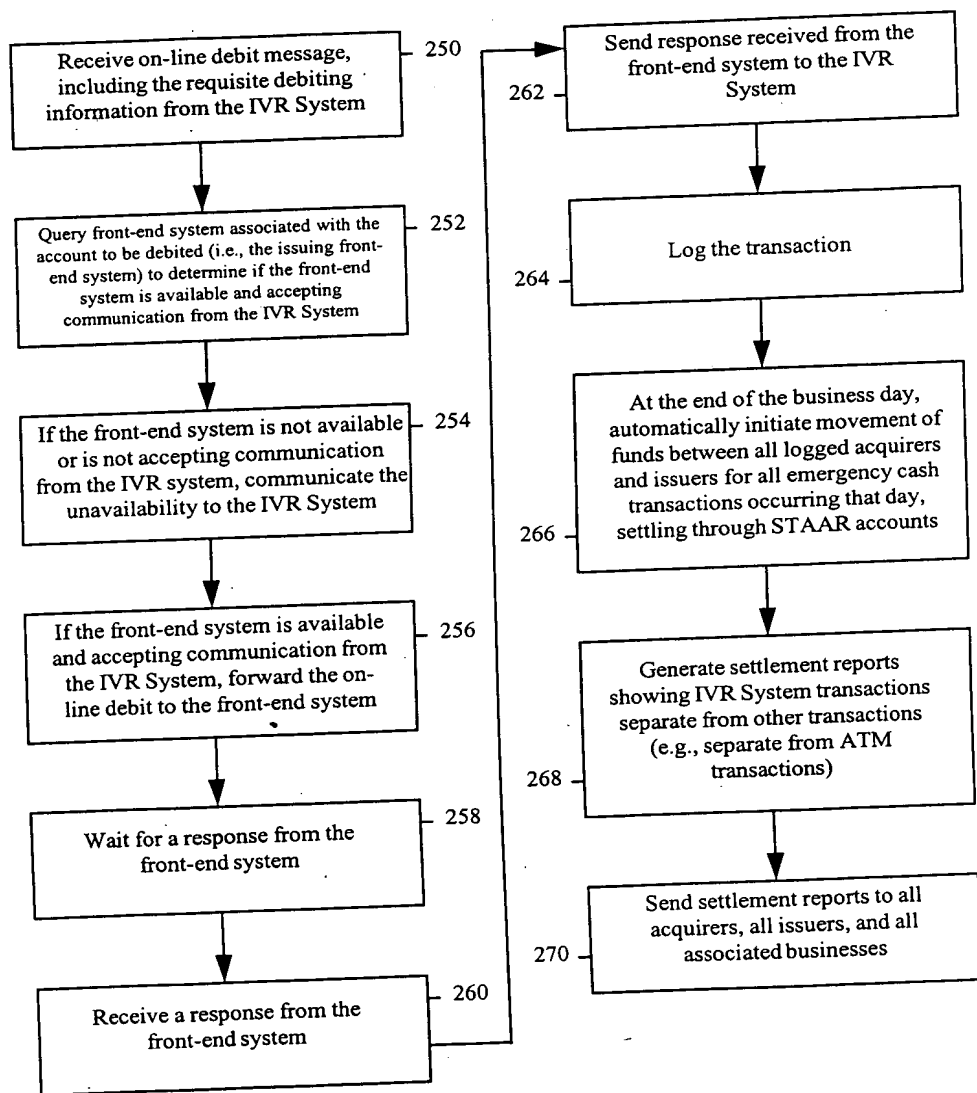 Receive on-line debit message,
including the requisite debiting
information from the IVR System
250
Query front-end system associated with the
account to be debited (i.e., the issuing front-
end system) to determine if the front-end
system is available and accepting
communication from the IVR System
252
If the front-end system is not available
or is not accepting communication
from the IVR system, communicate the
unavailability to the IVR System
254
If the front-end system is available
and accepting communication from
the IVR System, forward the on-
line debit to the front-end system
256
Wait for a response from the
front-end system
258
Receive a response from the
front-end system
260
Send response received from the
front-end system to the IVR
System
262
Log the transaction
264
At the end of the business day,
automatically initiate movement of
funds between all logged acquirers
and issuers for all emergency cash
transactions occurring that day,
settling through STAAR accounts
266
Generate settlement reports
showing IVR System transactions
separate from other transactions
(e.g., separate from ATM
transactions)
268
Send settlement reports to all
acquirers, all issuers, and all
associated businesses
270